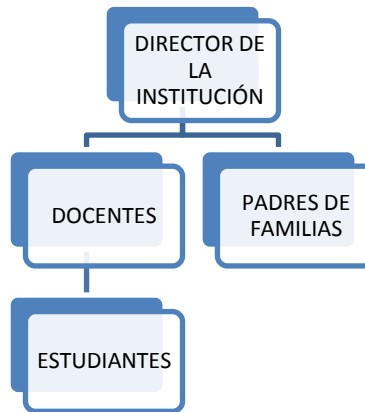 DIRECTOR DE
LA
INSTITUCIÓN
DOCENTES
PADRES DE
FAMILIAS
ESTUDIANTES